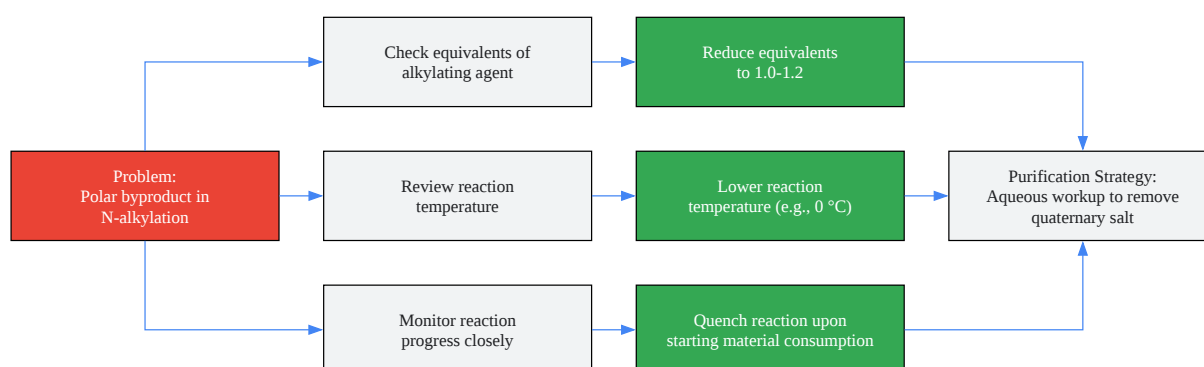 Check equivalents of
alkylating agent
Reduce equivalents
to 1.0-1.2
Problem:
Polar byproduct in
N-alkylation
Review reaction
temperature
Lower reaction
temperature (e.g., 0 °C)
Purification Strategy:
Aqueous workup to remove
quaternary salt
Monitor reaction
progress closely
Quench reaction upon
starting material consumption